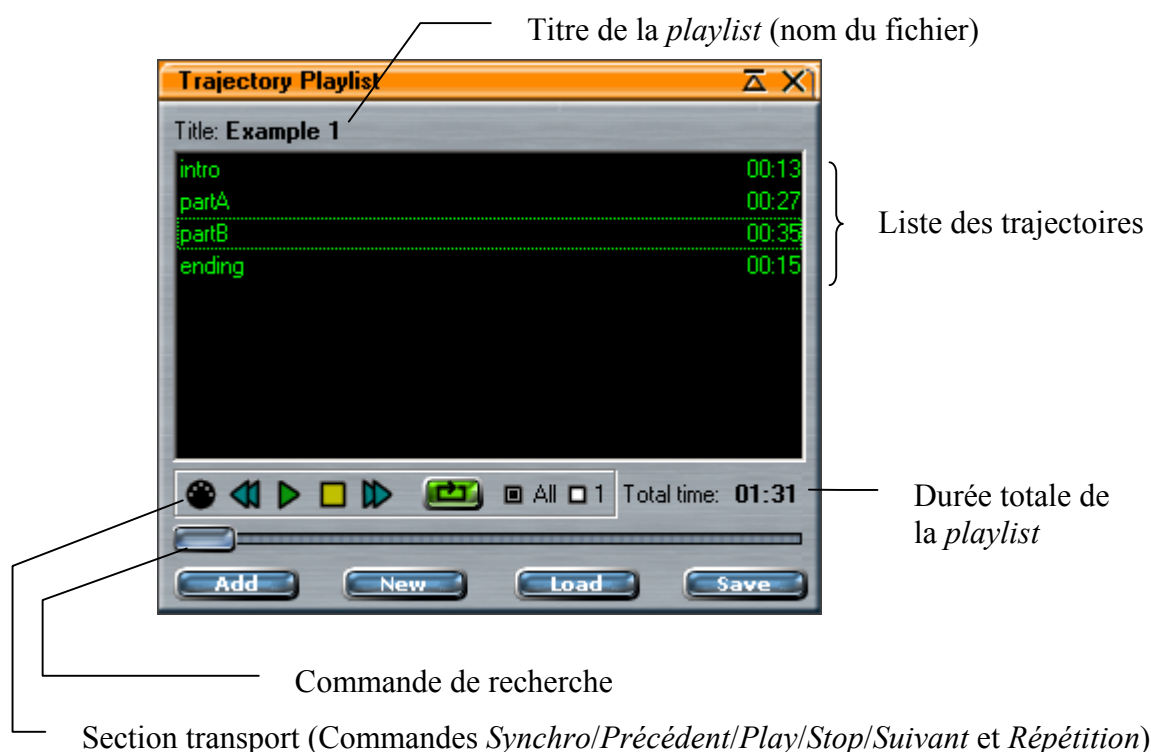 Titre de la playlist (nom du fichier)
Trajectory Playlist
Title: Example 1
intro 00:13
partA 00:27
partB 00:35
ending 00:15
Liste des trajectoires
All 1 Total time: 01:31
Durée totale de
la playlist
Add New Load Save
Commande de recherche
Section transport (Commandes Synchro/Précédent/Play/Stop/Suivant et Répétition)